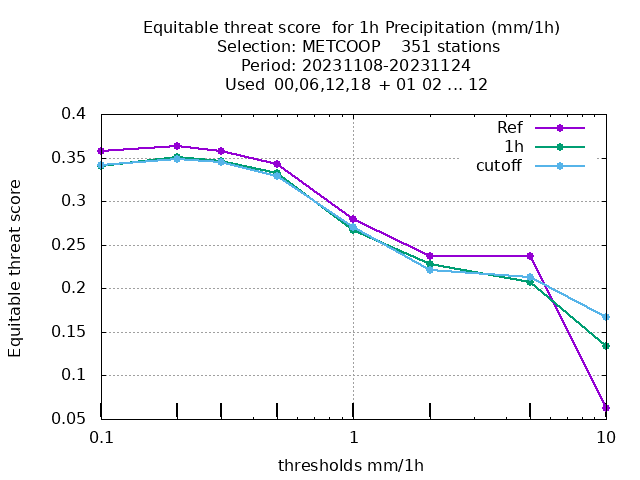 Equitable threat score  for 1h Precipitation (mm/1h)
Selection: METCOOP    351 stations
Period: 20231108-20231124
Used  00,06,12,18  + 01 02 ... 12
Ref
1h
cutoff
0.4
0.35
0.3
0.25
0.2
0.15
0.1
0.05
Equitable threat score
0.1
1
10
thresholds mm/1h